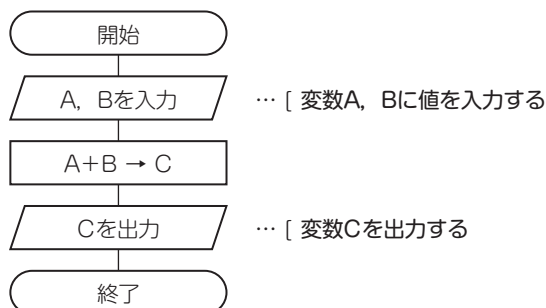 開始
A，Bを入力 … [ 変数A，Bに値を入力する
A＋B → C
Cを出力 … [ 変数Cを出力する
終了